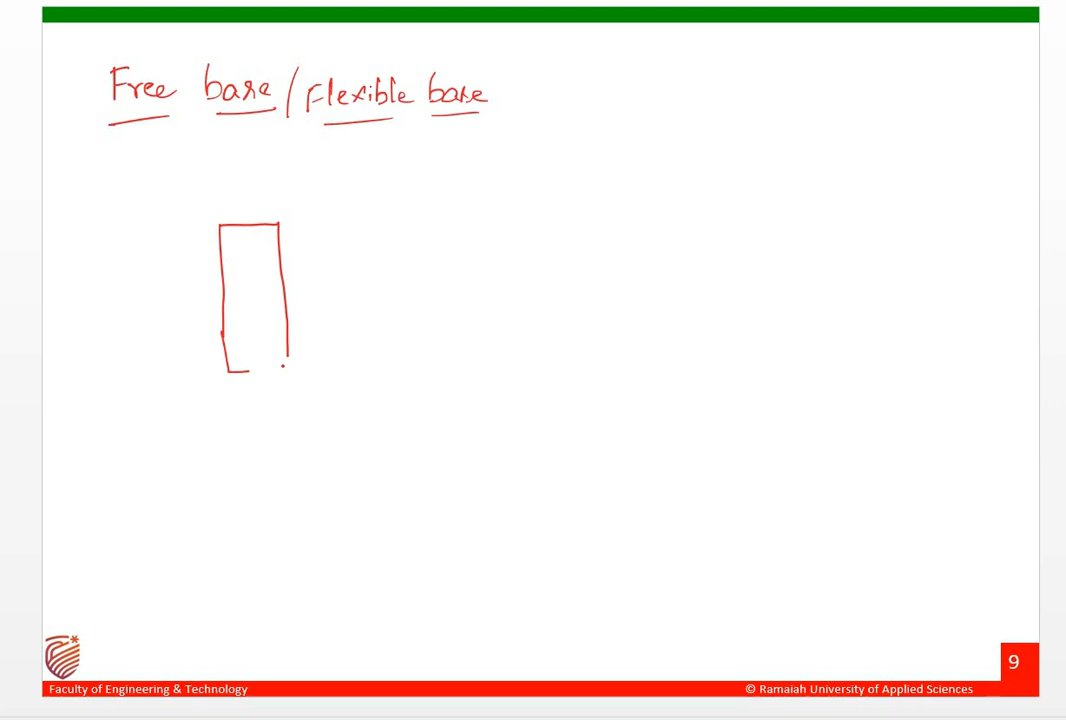 Free base/Flexible base
9
Faculty of Engineering & Technology
© Ramaiah University of Applied Sciences